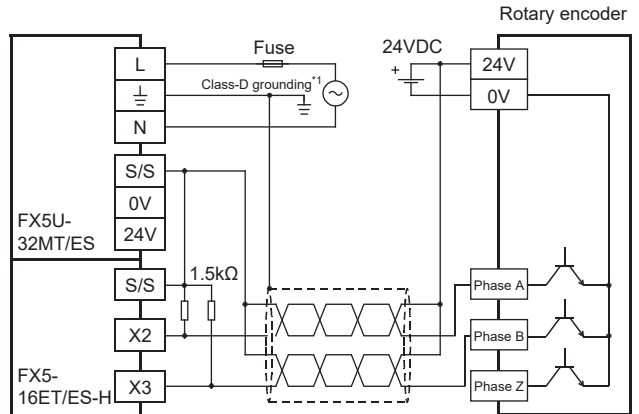 Rotary encoder
L
Fuse
24VDC
24V
Class-D grounding*1
+
0V
N
S/S
0V
24V
FX5U-
32MT/ES
S/S
1.5kΩ
Phase A
X2
Phase B
FX5-
16ET/ES-H
X3
Phase Z